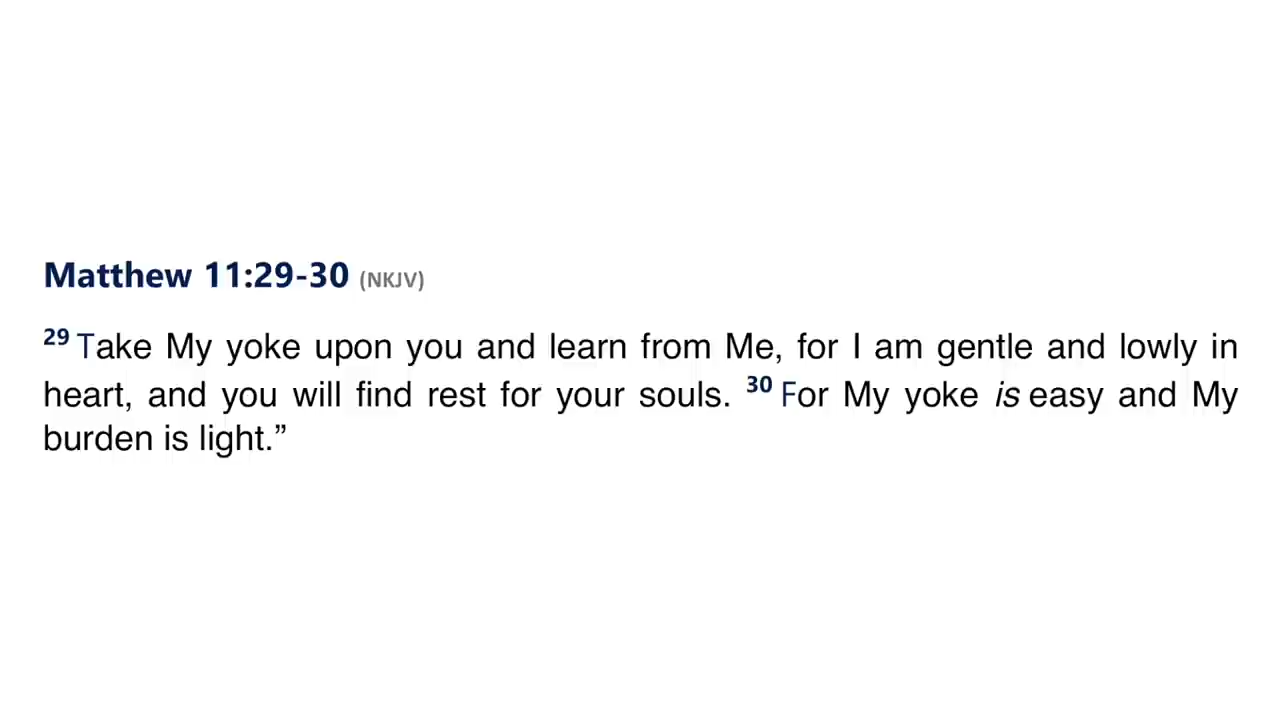 Matthew 11:29-30 (NKJV)
29 Take My yoke upon you and learn from Me, for I am gentle and lowly in
heart, and you will find rest for your souls. 30 For My yoke is easy and My
burden is light.”